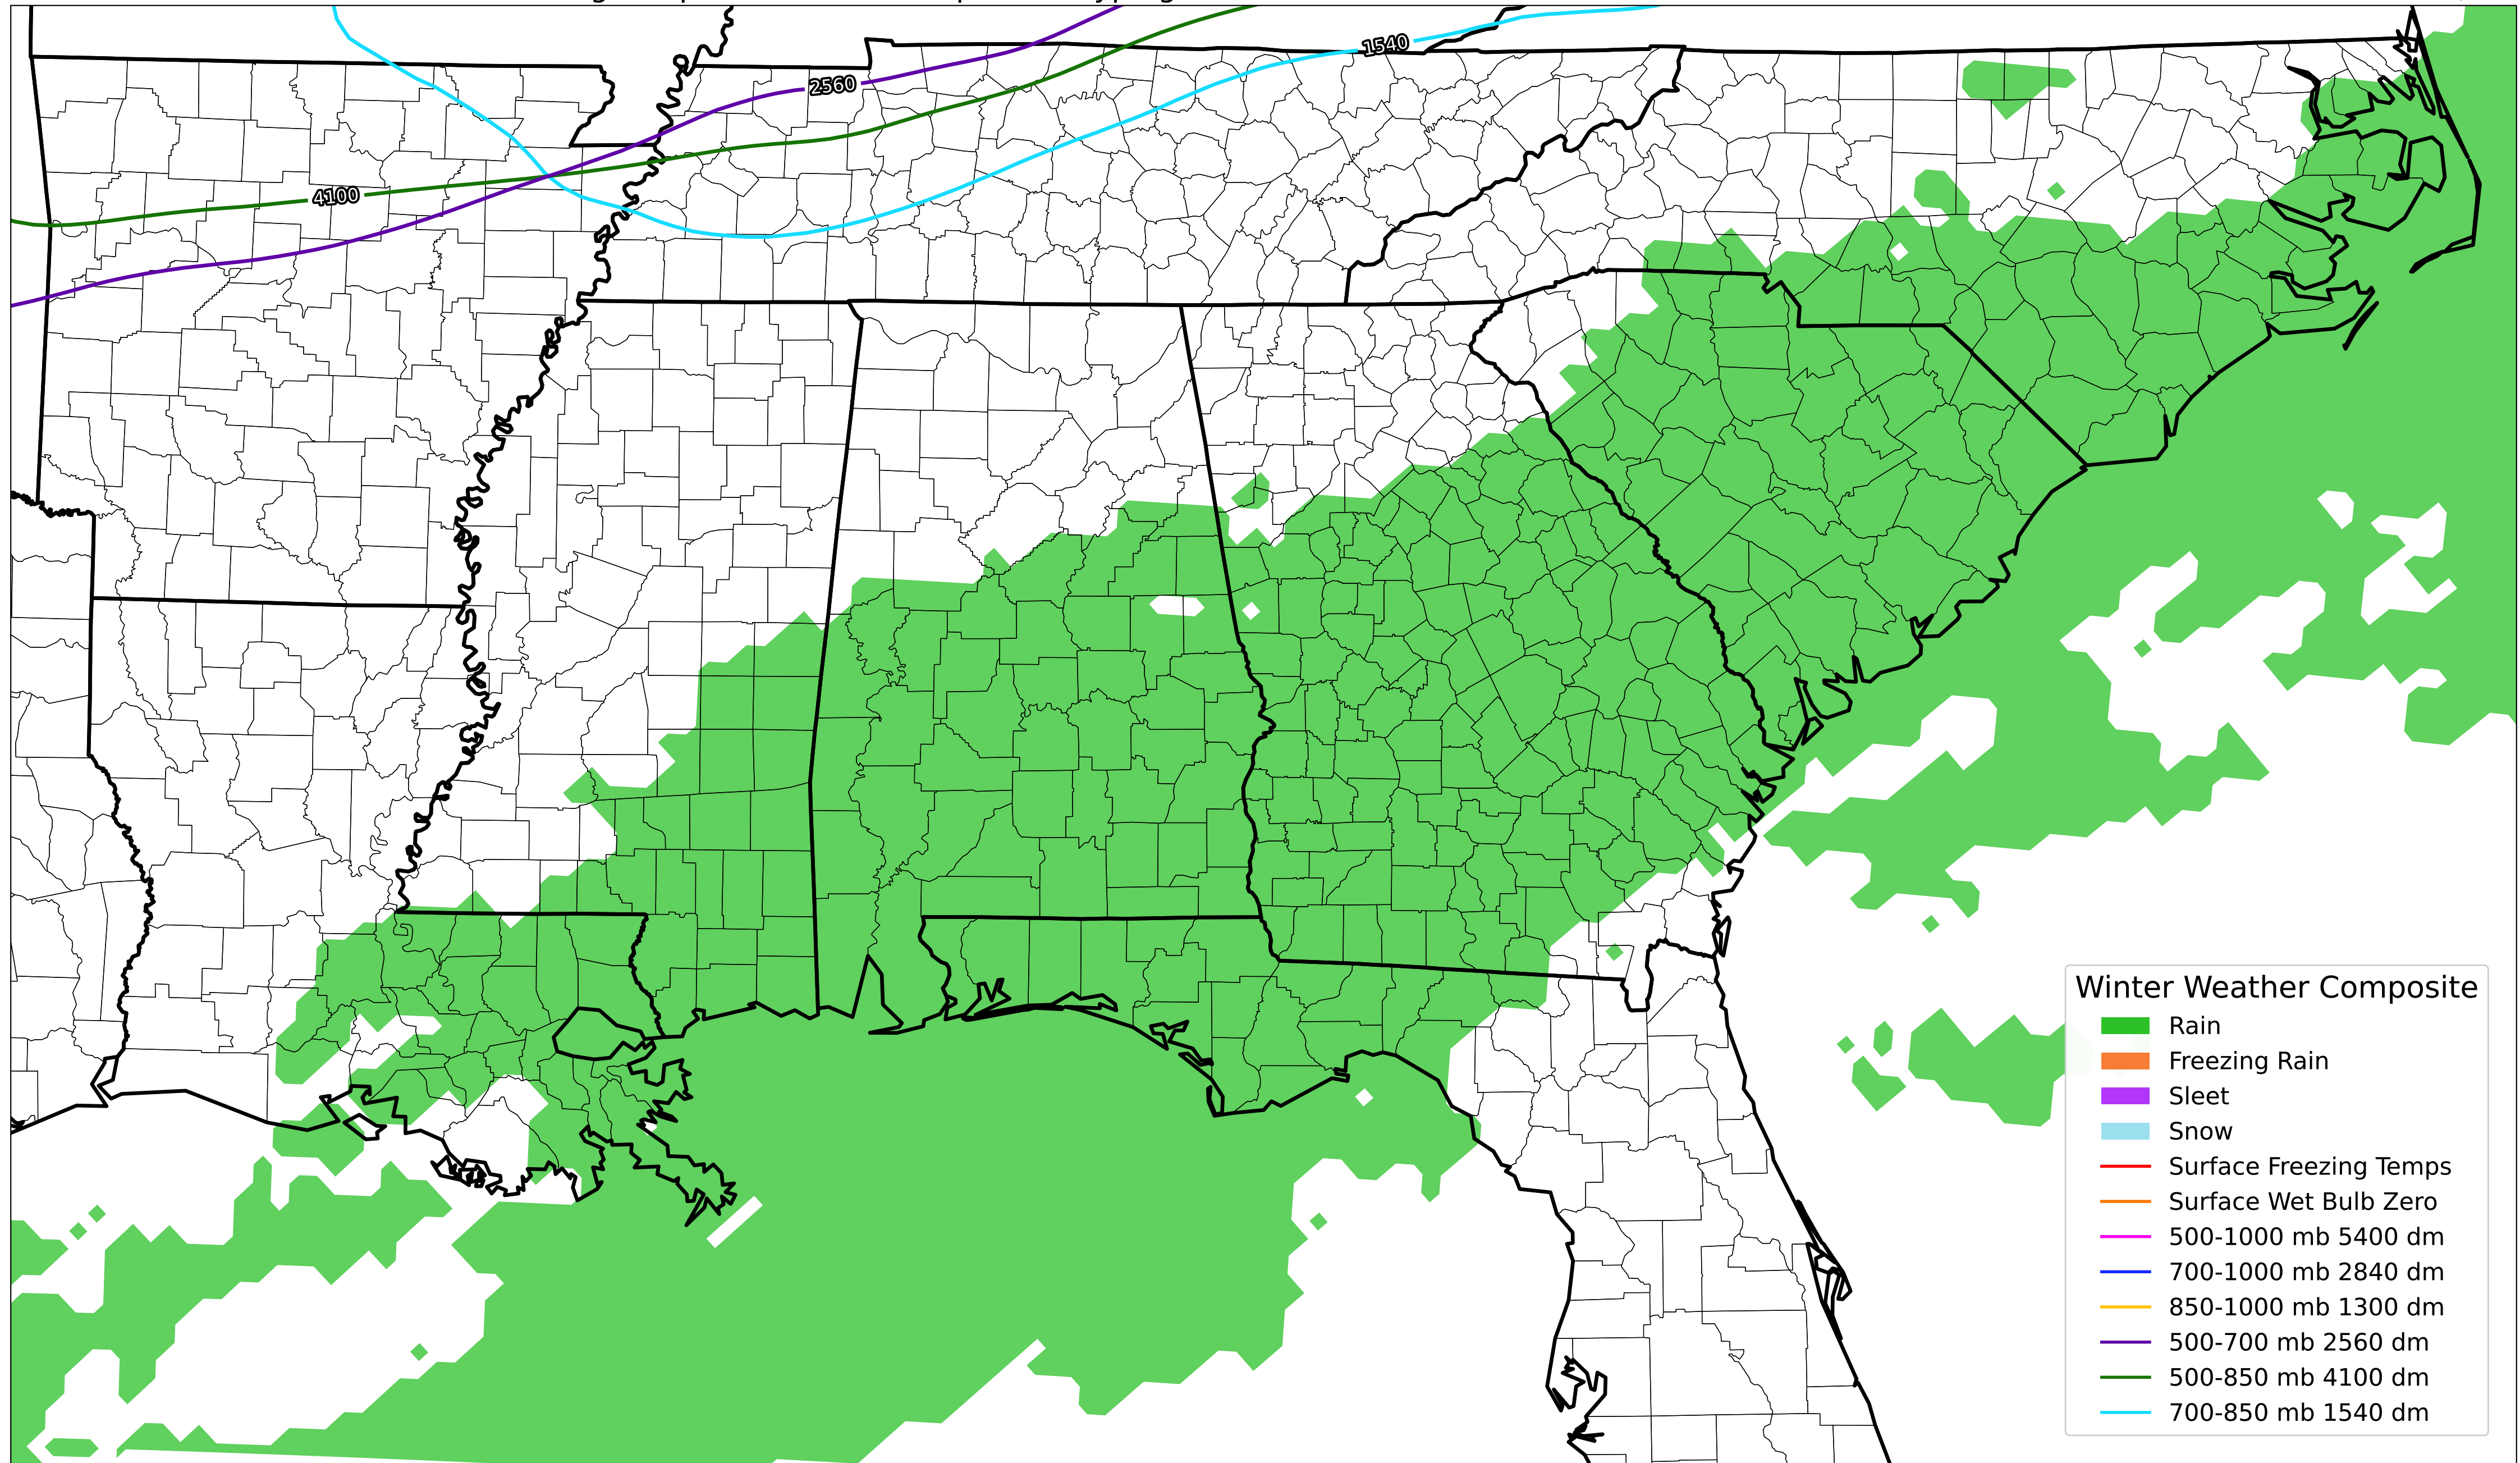 1540
2560
4100
Winter Weather Composite
Rain
Freezing Rain
Sleet
Snow
Surface Freezing Temps
Surface Wet Bulb Zero
500-1000 mb 5400 dm
700-1000 mb 2840 dm
850-1000 mb 1300 dm
500-700 mb 2560 dm
500-850 mb 4100 dm
700-850 mb 1540 dm